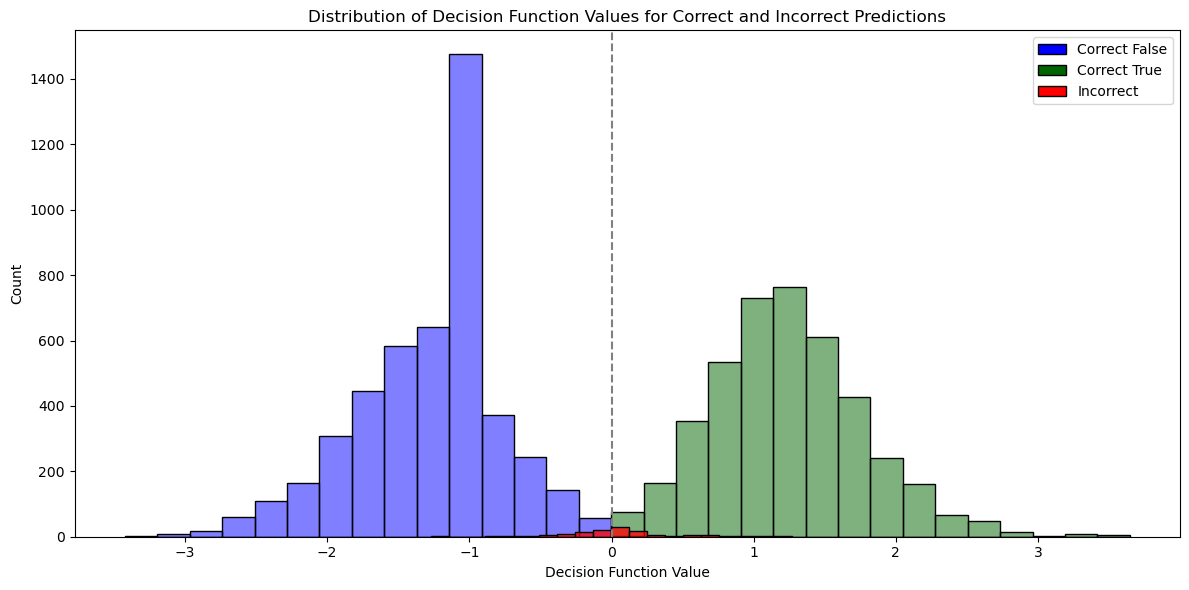 Distribution of Decision Function Values for Correct and Incorrect Predictions
Correct False
Correct True
Incorrect
Count
1400
1200
1000
800
600
400
200
0
−3
−2
−1
0
1
2
3
Decision Function Value